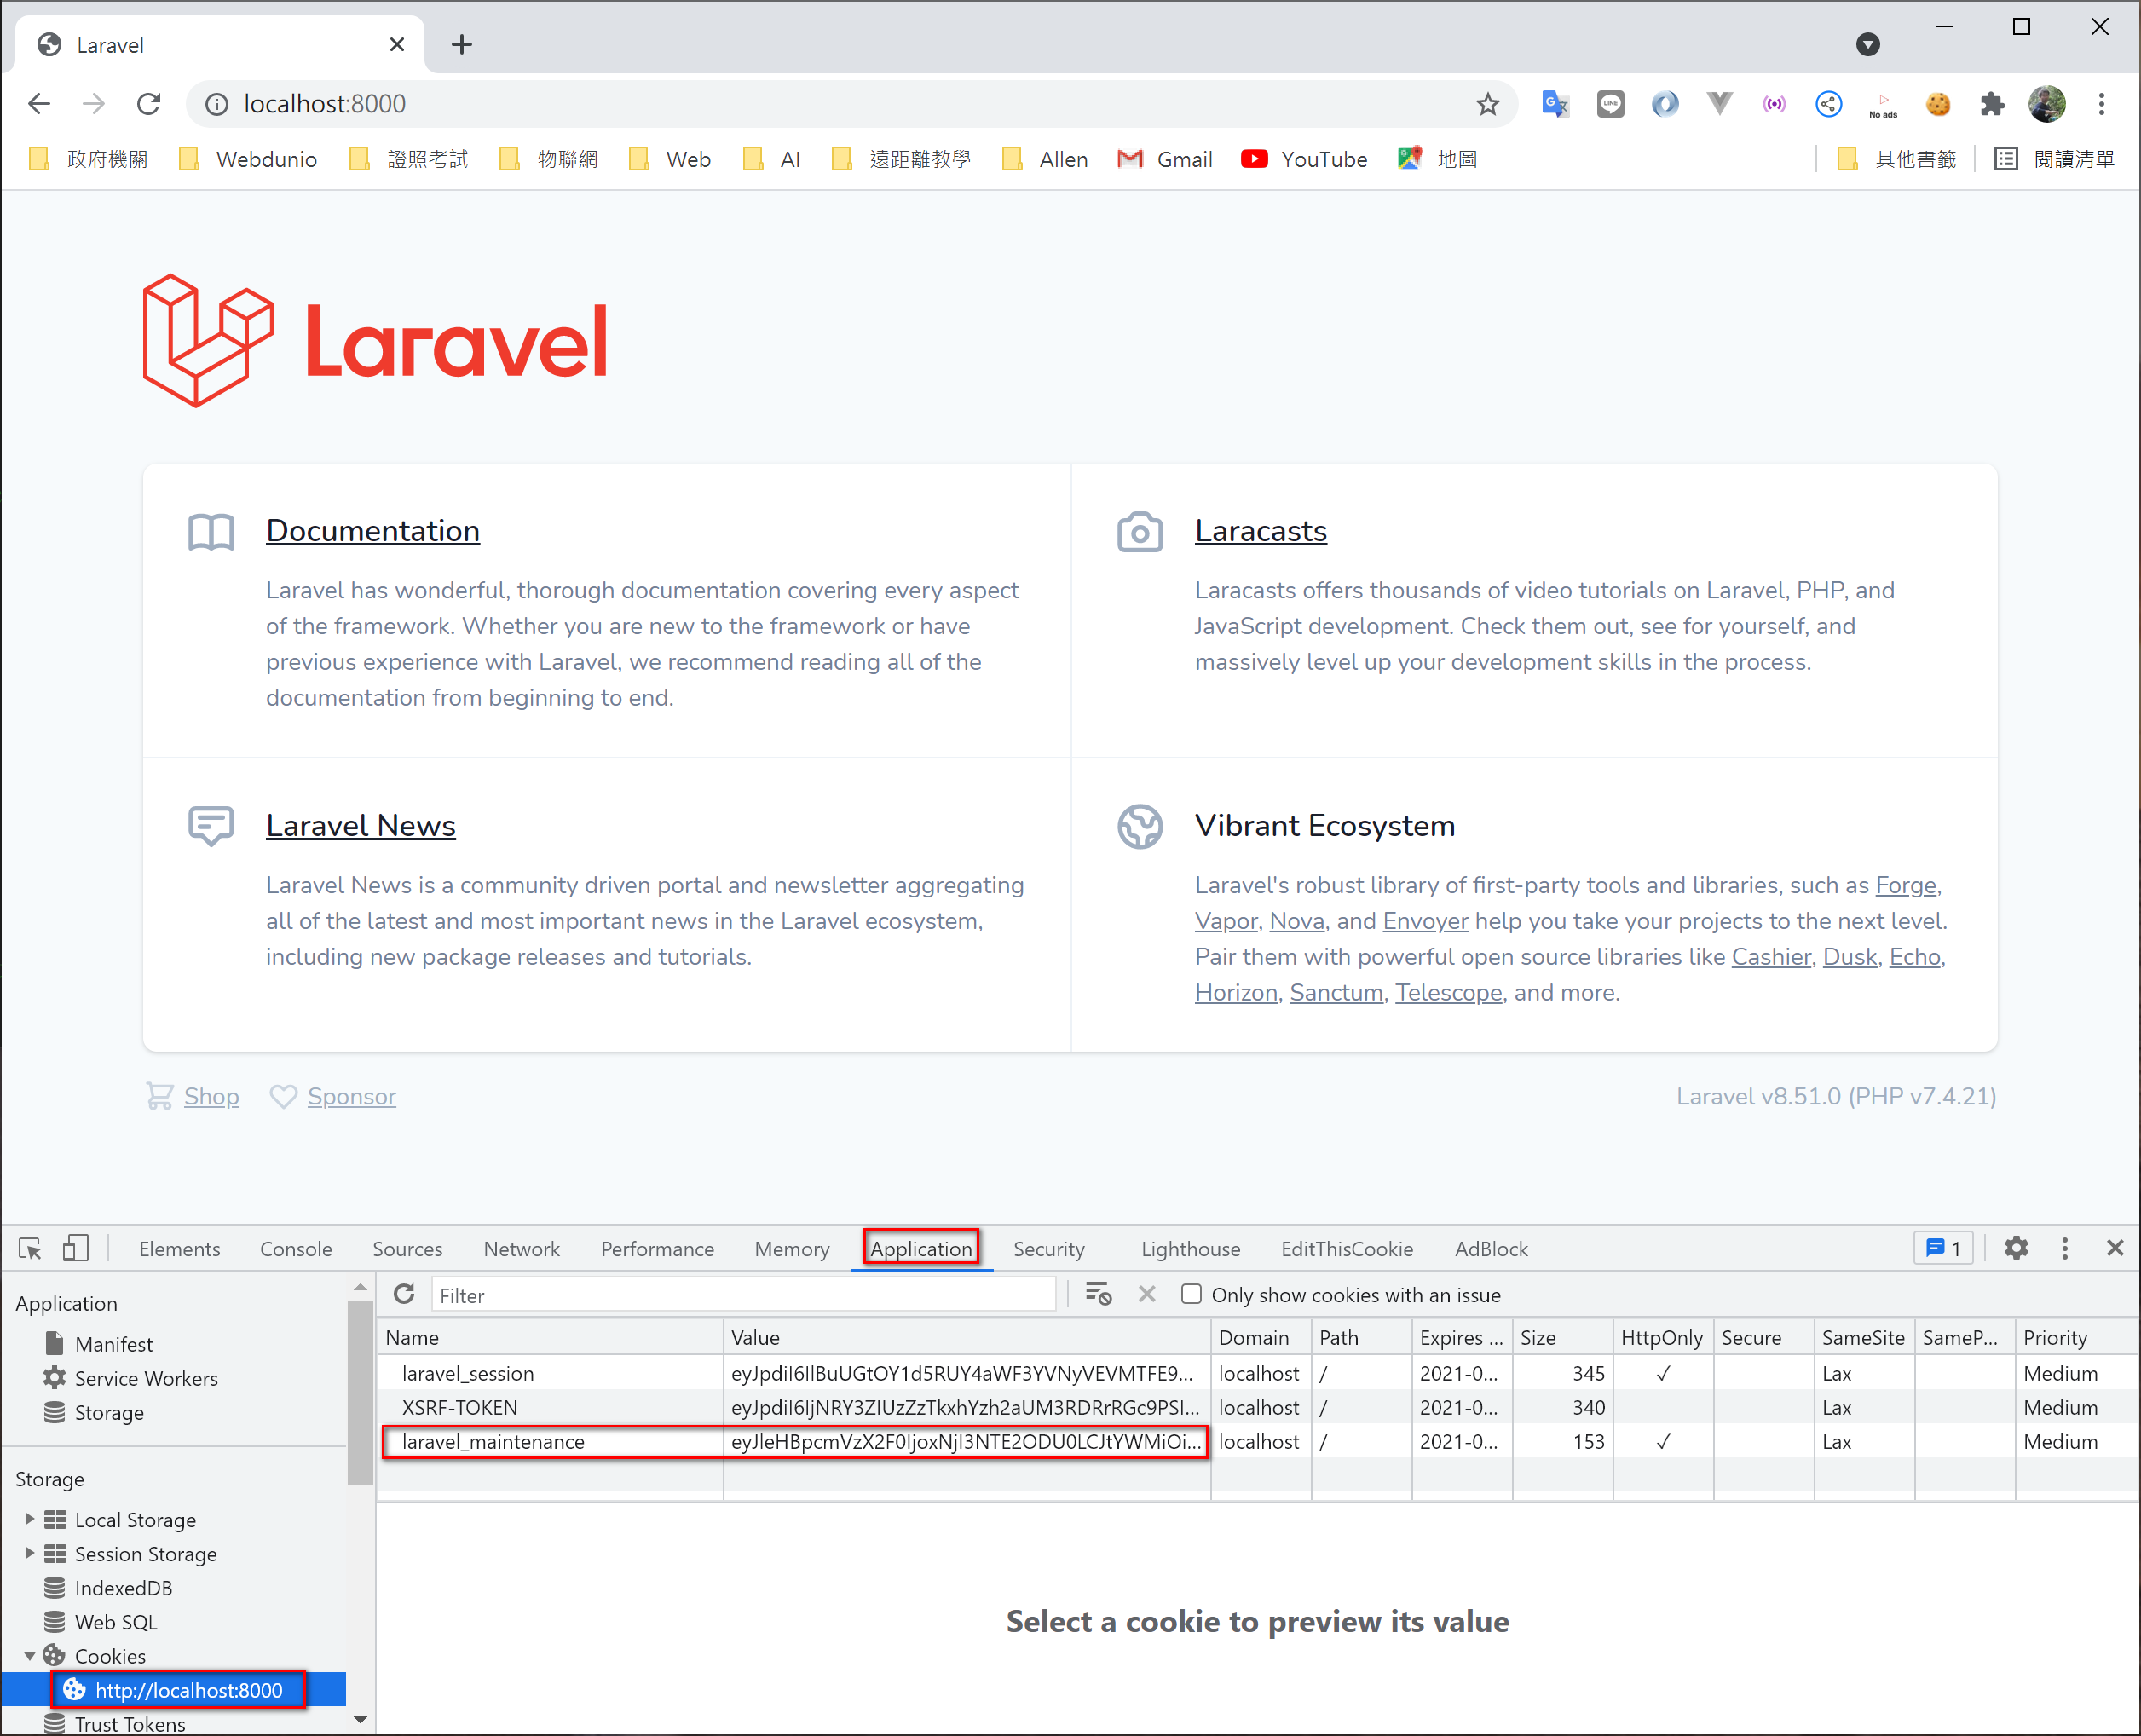 Laravel
localhost:8000
No ads
政府機關 Webdunio 證照考試 物聯網 Web AI 遠距離教學 Allen Gmail YouTube 地圖 其他書籤 閱讀清單
Laravel
Documentation
Laravel has wonderful, thorough documentation covering every aspect
of the framework. Whether you are new to the framework or have
previous experience with Laravel, we recommend reading all of the
documentation from beginning to end.
Laracasts
Laracasts offers thousands of video tutorials on Laravel, PHP, and
JavaScript development. Check them out, see for yourself, and
massively level up your development skills in the process.
Laravel News
Laravel News is a community driven portal and newsletter aggregating
all of the latest and most important news in the Laravel ecosystem,
including new package releases and tutorials.
Vibrant Ecosystem
Laravel's robust library of first-party tools and libraries, such as Forge,
Vapor, Nova, and Envoyer help you take your projects to the next level.
Pair them with powerful open source libraries like Cashier, Dusk, Echo,
Horizon, Sanctum, Telescope, and more.
Shop Sponsor Laravel v8.51.0 (PHP v7.4.21)
Elements Console Sources Network Performance Memory Application Security Lighthouse EditThisCookie AdBlock 1
Application
Manifest
Service Workers
Storage
Storage
Local Storage
Session Storage
IndexedDB
Web SQL
Cookies
http://localhost:8000
Trust Tokens
Filter Only show cookies with an issue
Name Value Domain Path Expires ... Size HttpOnly Secure SameSite SameP... Priority
laravel_session eyJpdiI6IlBuUGtOY1d5RUY4aWF3YVNyVEVMTFE9... localhost / 2021-0... 345 ✓ Lax Medium
XSRF-TOKEN eyJpdiI6IjNRY3ZIUzZzTkxhYzh2aUM3RDRrRGc9PSI... localhost / 2021-0... 340 Lax Medium
laravel_maintenance eyJleHBpcmVzX2F0IjoxNjI3NTE2ODU0LCJtYWMiOi... localhost / 2021-0... 153 ✓ Lax Medium
Select a cookie to preview its value